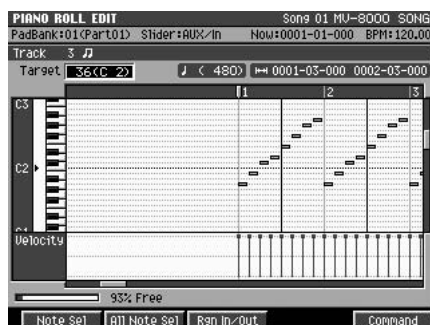 PIANO ROLL EDIT Song 01 MV-8000 SONG
PadBank:01(Part01) Slider:AUX/In Now:0001-01-000 BPM:120.00
Track 3 ♫
Target 36(C 2) ♩ ( 480) 0001-03-000 0002-03-000
1 2 3
C3
C2
C1
Velocity
93% Free
Note Sel All Note Sel Rgn In/Out Command